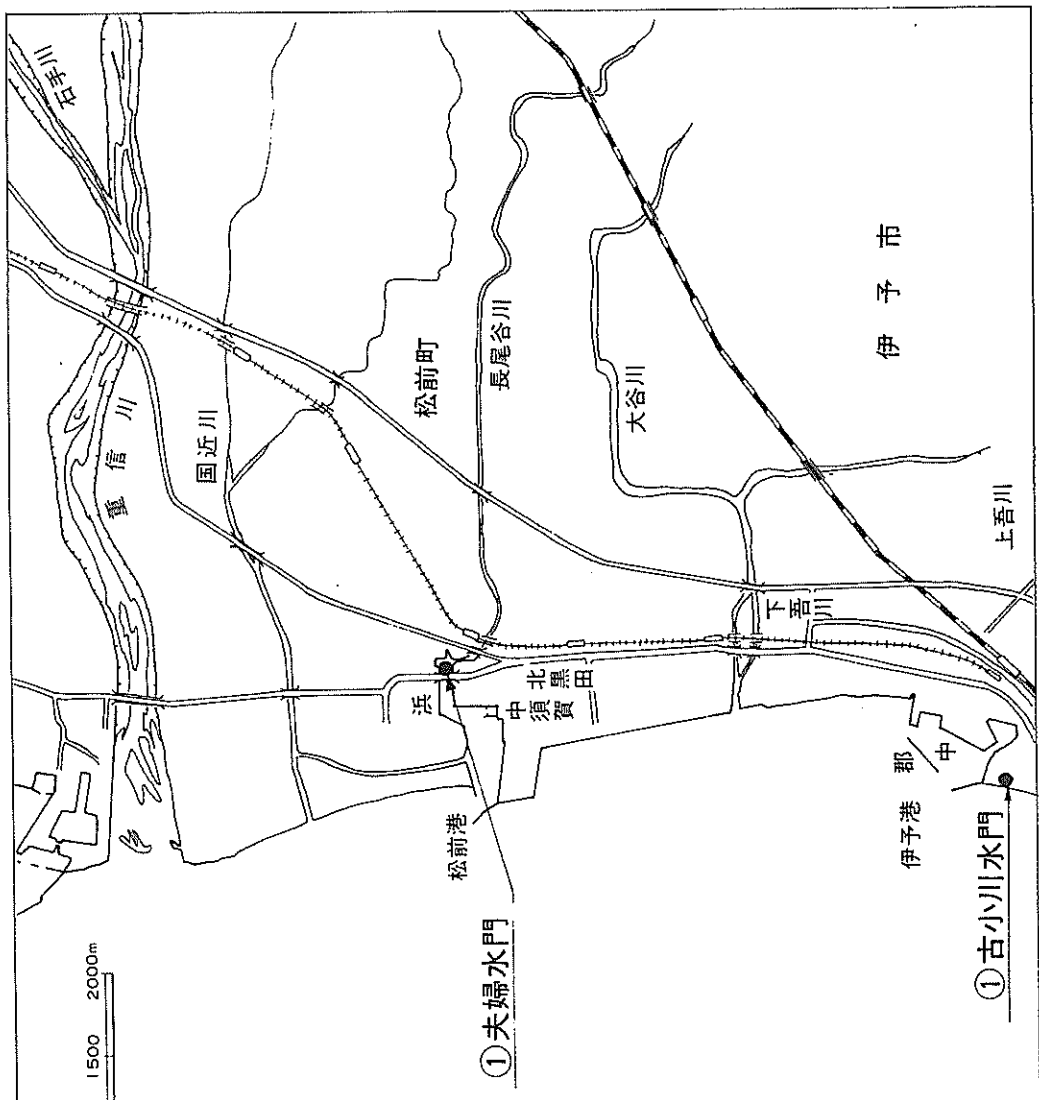 石手川
重信川
国近川
松前町
長尾谷川
大谷川
伊予市
上吾川
下吾川
北黒田
浜
中須賀
松前港
郡中
伊予港
①夫婦水門
①古小川水門
1500 2000m